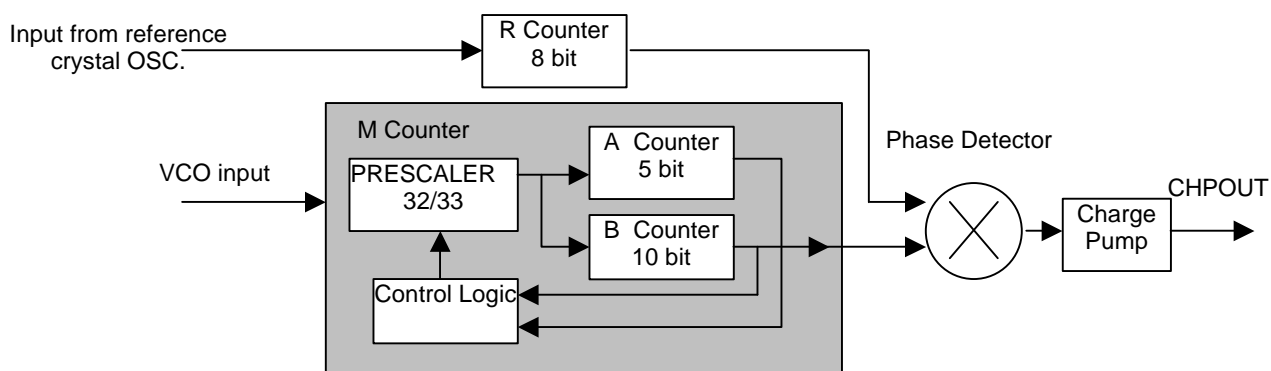 Input from reference
crystal OSC.
R Counter
8 bit
M Counter
A Counter
5 bit
Phase Detector
VCO input
PRESCALER
32/33
CHPOUT
B Counter
10 bit
Charge
Pump
Control Logic